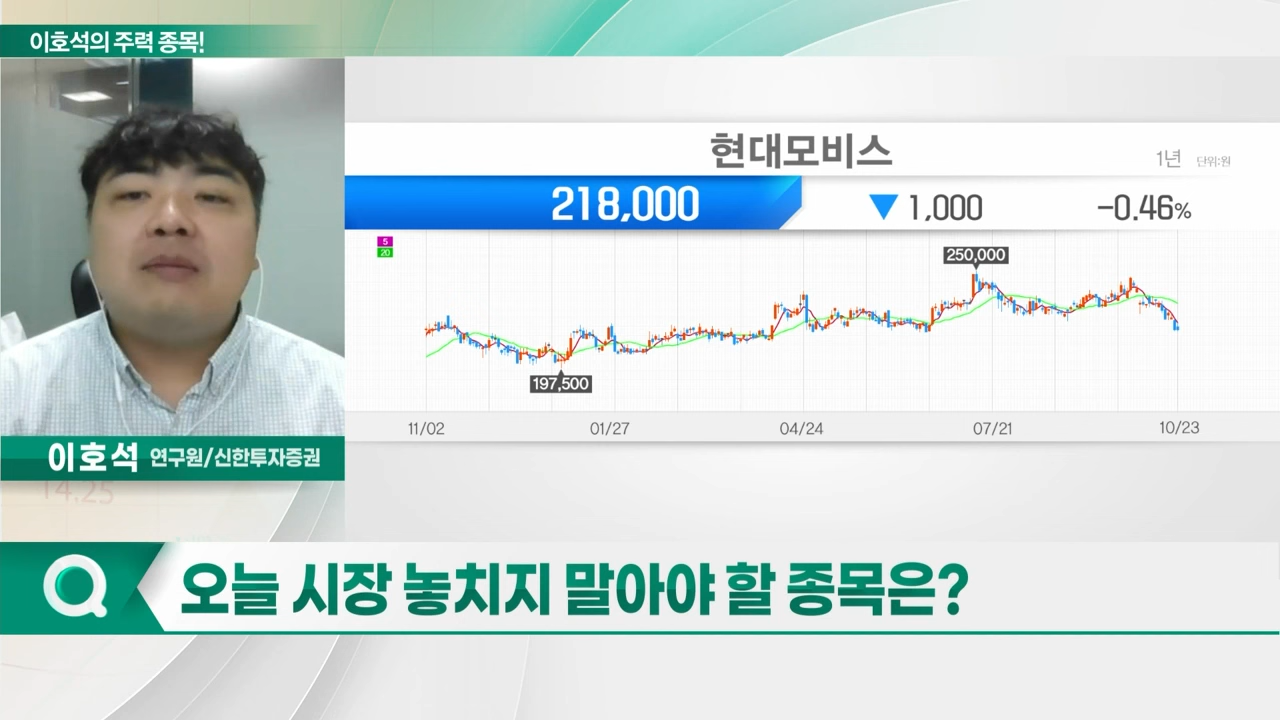 이호석의 주력 종목!
현대모비스
1년 단위:원
218,000 ▼ 1,000 -0.46%
5
20
250,000
197,500
11/02 01/27 04/24 07/21 10/23
이호석 연구원/신한투자증권
14.25
Q 오늘 시장 놓치지 말아야 할 종목은?